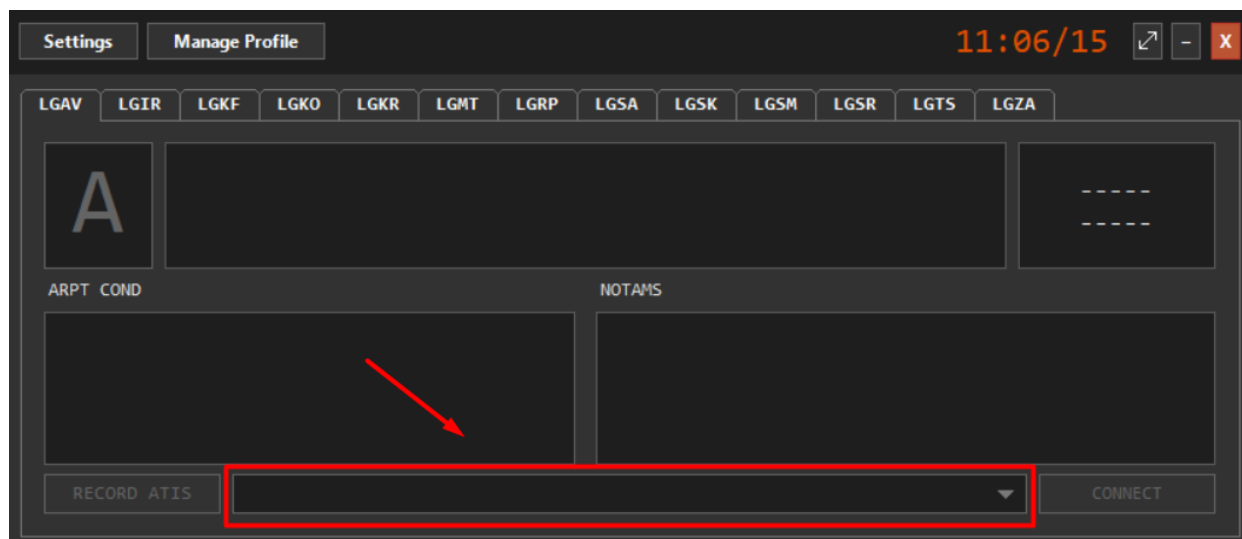 Settings Manage Profile 11:06/15 - X
LGAV LGIR LGKF LGKO LGKR LGMT LGRP LGSA LGSK LGSM LGSR LGTS LGZA
A
-----
-----
ARPT COND NOTAMS
RECORD ATIS CONNECT